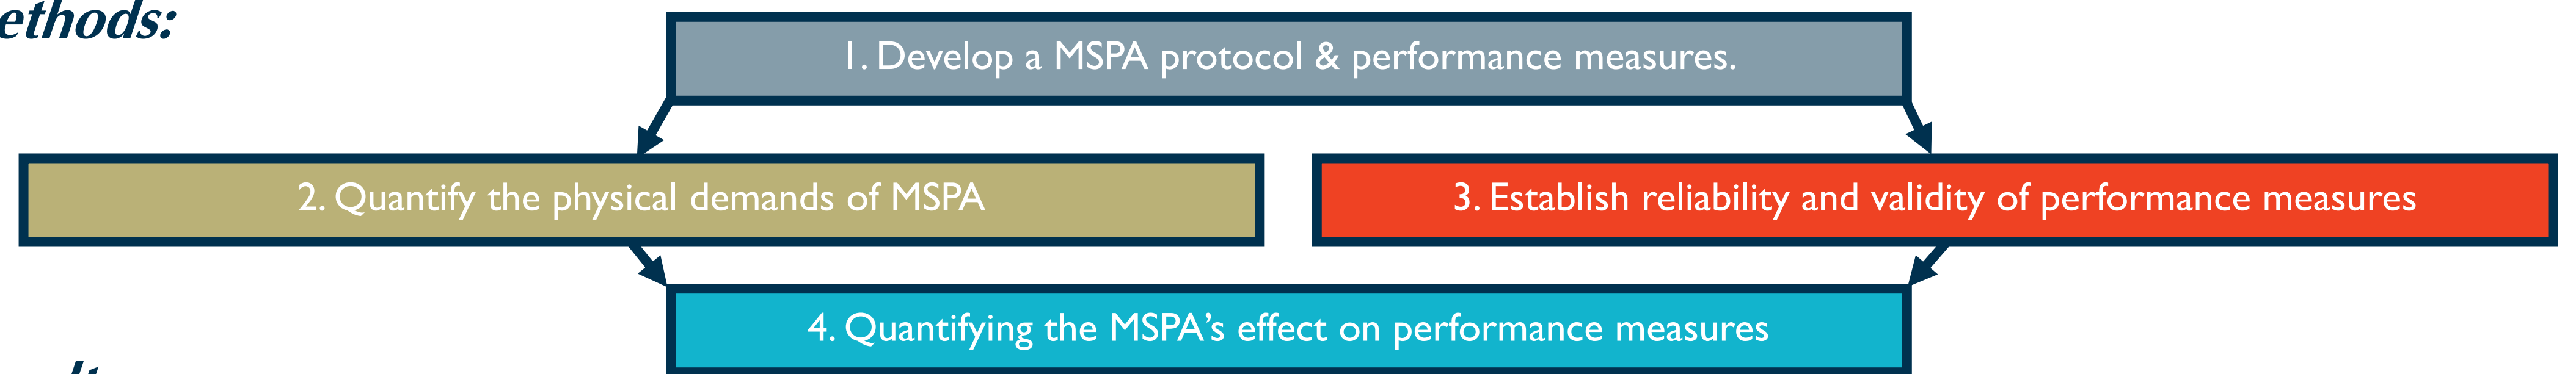 ethods:
1. Develop a MSPA protocol & performance measures.
2. Quantify the physical demands of MSPA
3. Establish reliability and validity of performance measures
4. Quantifying the MSPA’s effect on performance measures